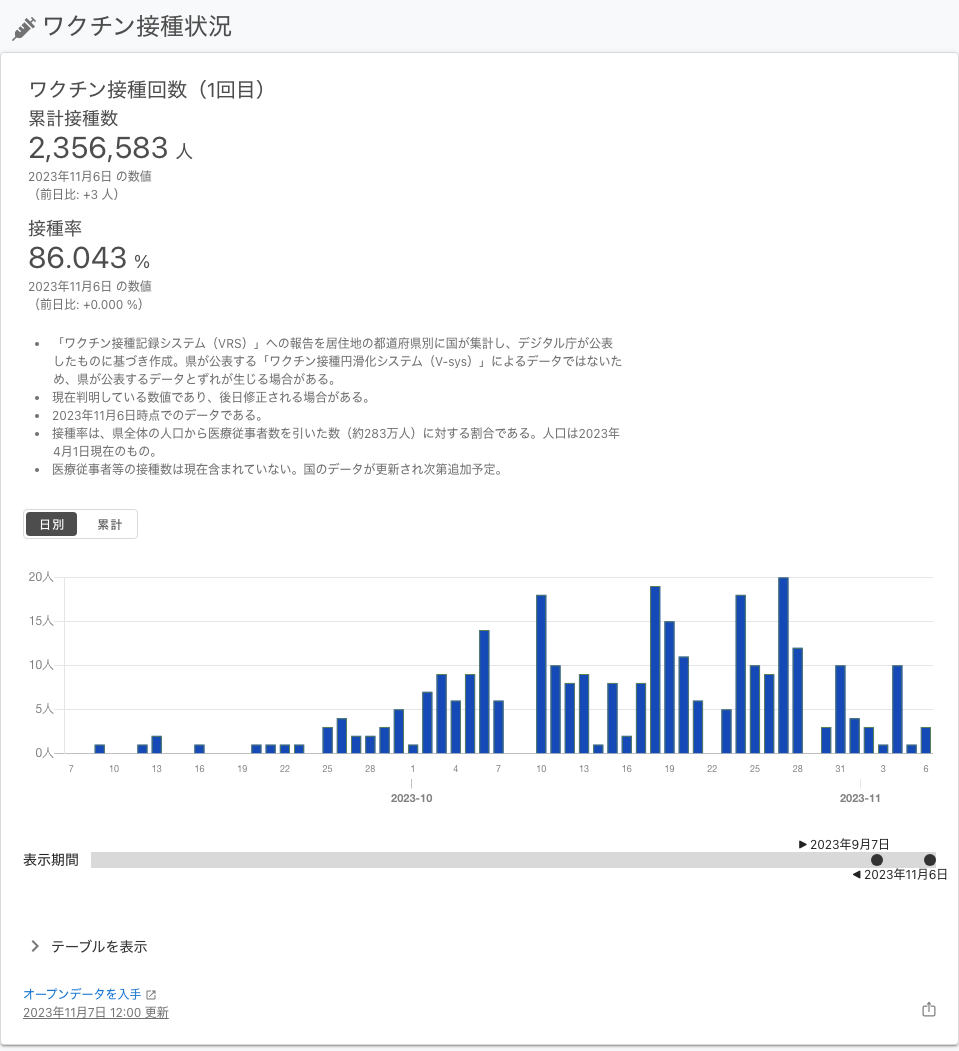 ワクチン接種状況
ワクチン接種回数（1回目）
累計接種数
2,356,583 人
2023年11月6日 の数値
（前日比: +3 人）
接種率
86.043 %
2023年11月6日 の数値
（前日比: +0.000 %）
• 「ワクチン接種記録システム（VRS）」への報告を居住地の都道府県別に国が集計し、デジタル庁が公表
したものに基づき作成。県が公表する「ワクチン接種円滑化システム（V-sys）」によるデータではないた
め、県が公表するデータとずれが生じる場合がある。
• 現在判明している数値であり、後日修正される場合がある。
• 2023年11月6日時点でのデータである。
• 接種率は、県全体の人口から医療従事者数を引いた数（約283万人）に対する割合である。人口は2023年
4月1日現在のもの。
• 医療従事者等の接種数は現在含まれていない。国のデータが更新され次第追加予定。
日別 累計
20人
15人
10人
5人
0人
7 10 13 16 19 22 25 28 1 4 7 10 13 16 19 22 25 28 31 3 6
2023-10 2023-11
▶ 2023年9月7日
表示期間
◀ 2023年11月6日
テーブルを表示
オープンデータを入手
2023年11月7日 12:00 更新